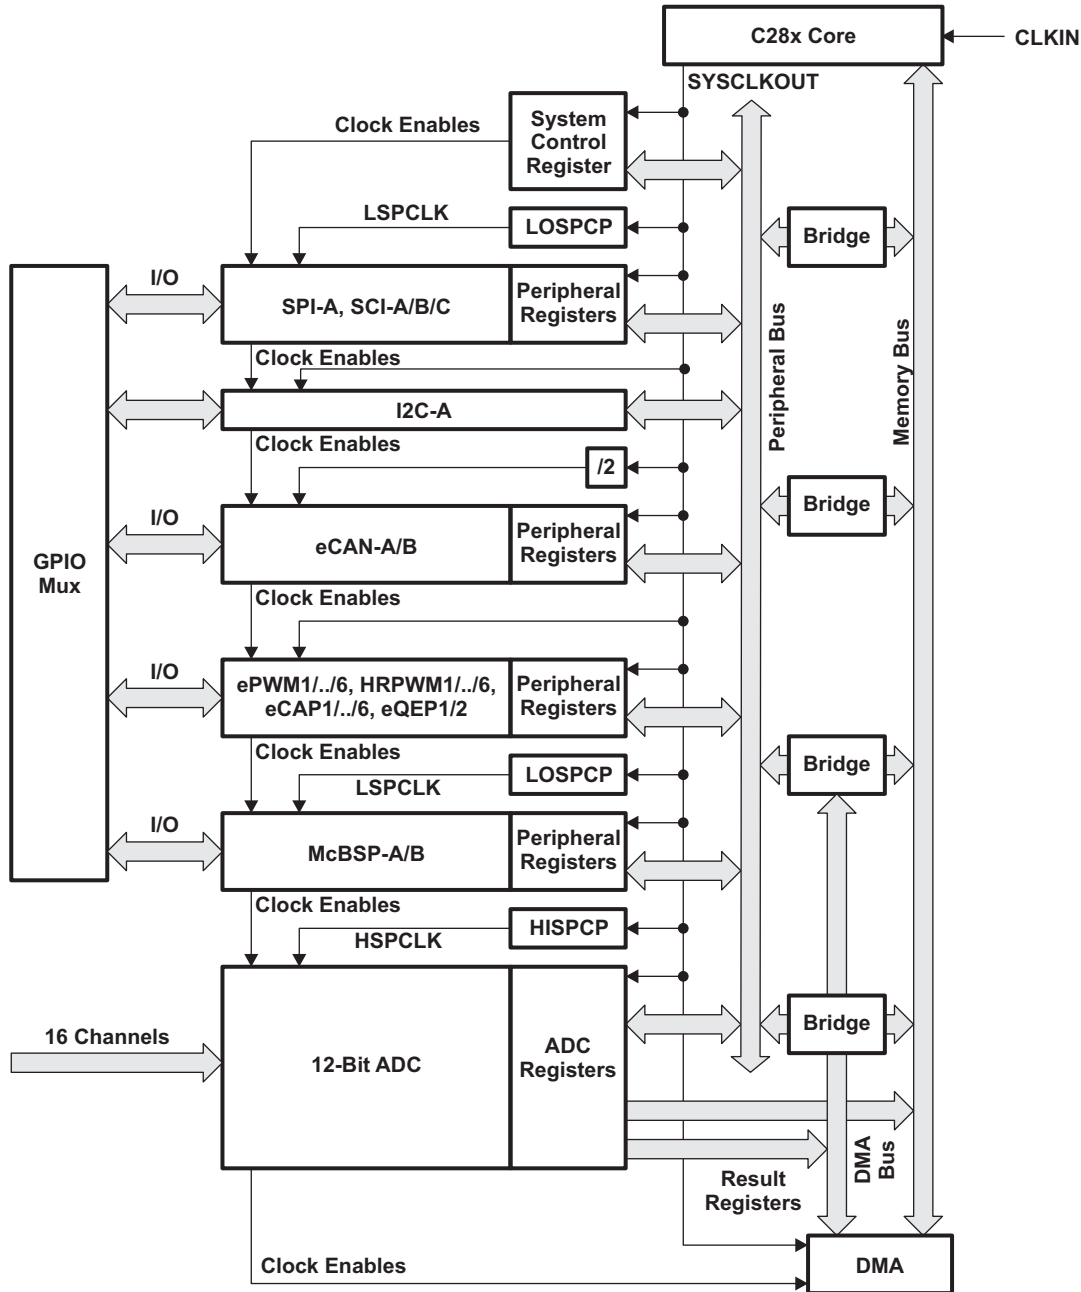 C28x Core
CLKIN
SYSCLKOUT
System
Control
Register
Clock Enables
LSPCLK
LOSPCP
Bridge
I/O
SPI-A, SCI-A/B/C
Peripheral
Registers
Peripheral Bus
Memory Bus
Clock Enables
I2C-A
Clock Enables
/2
Bridge
I/O
eCAN-A/B
Peripheral
Registers
GPIO
Mux
Clock Enables
I/O
ePWM1/../6, HRPWM1/../6,
eCAP1/../6, eQEP1/2
Peripheral
Registers
Clock Enables
LSPCLK
LOSPCP
Bridge
I/O
McBSP-A/B
Peripheral
Registers
Clock Enables
HSPCLK
HISPCP
16 Channels
12-Bit ADC
ADC
Registers
Bridge
DMA
Bus
Result
Registers
Clock Enables
DMA